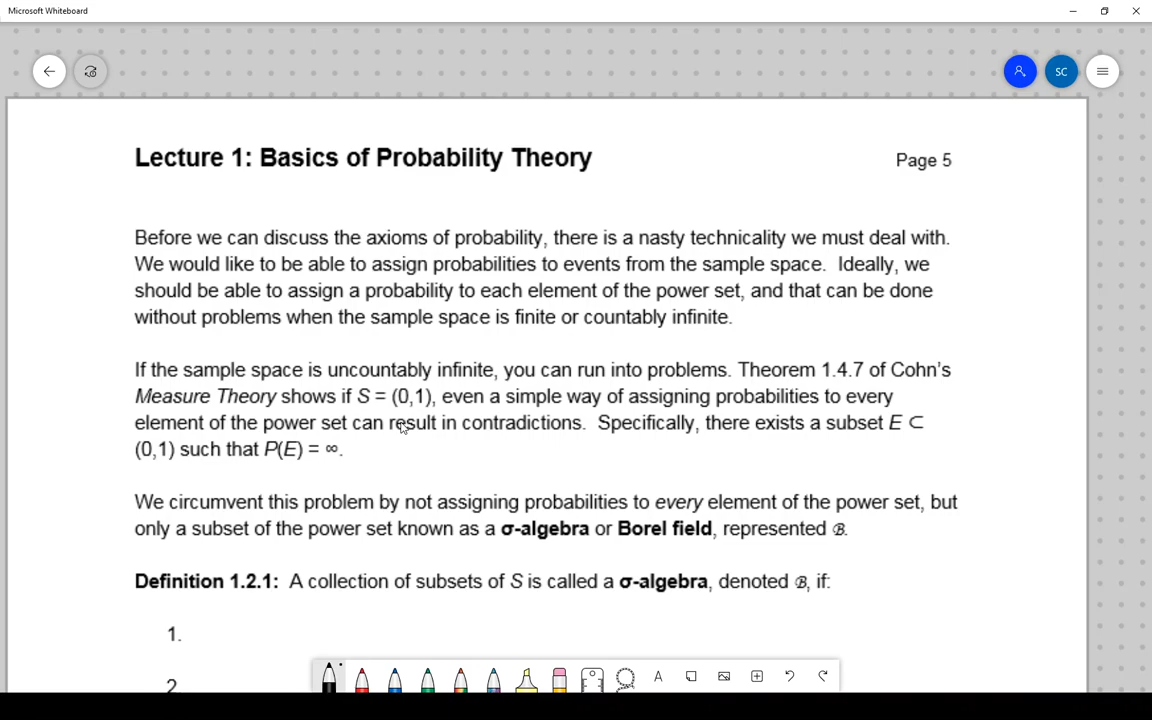 Microsoft Whiteboard
SC
Lecture 1: Basics of Probability Theory
Page 5
Before we can discuss the axioms of probability, there is a nasty technicality we must deal with.
We would like to be able to assign probabilities to events from the sample space.  Ideally, we
should be able to assign a probability to each element of the power set, and that can be done
without problems when the sample space is finite or countably infinite.
If the sample space is uncountably infinite, you can run into problems. Theorem 1.4.7 of Cohn's
Measure Theory shows if S = (0,1), even a simple way of assigning probabilities to every
element of the power set can result in contradictions.  Specifically, there exists a subset E ⊂
(0,1) such that P(E) = ∞.
We circumvent this problem by not assigning probabilities to every element of the power set, but
only a subset of the power set known as a σ-algebra or Borel field, represented ℬ.
Definition 1.2.1:  A collection of subsets of S is called a σ-algebra, denoted ℬ, if:
1.
2
A